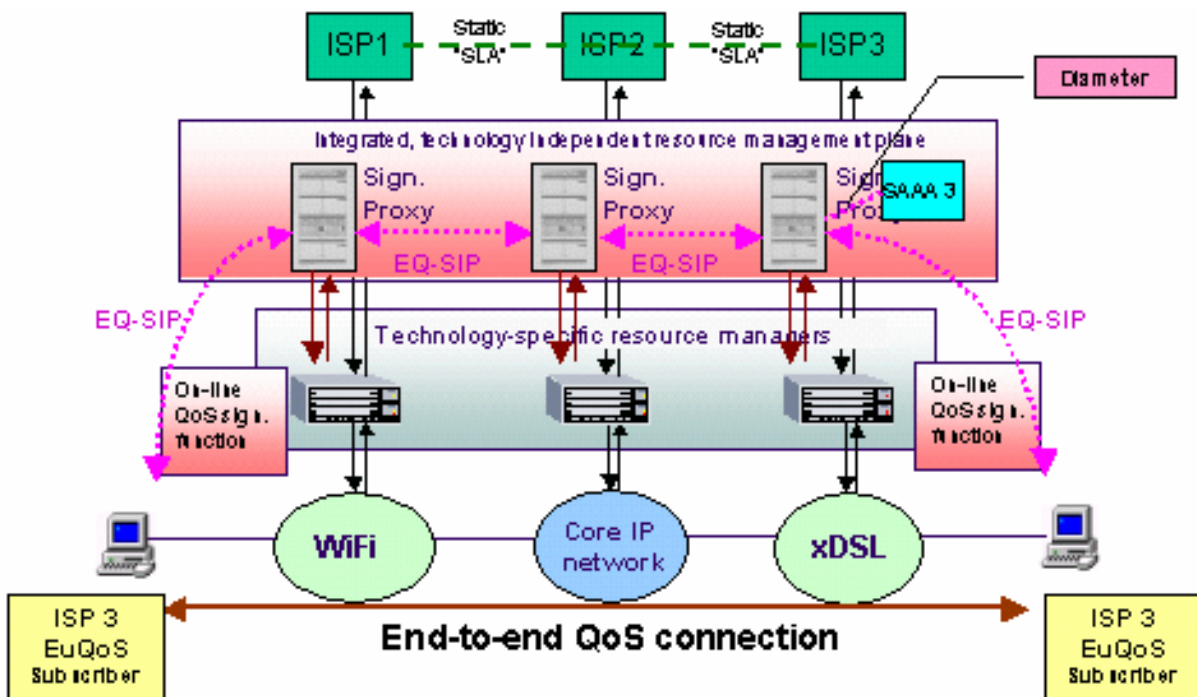 ISP1
Static
"SLA"
ISP2
Static
"SLA"
ISP3
Diameter
Integrated, technology independent resource management plane
Sign.
Proxy
Sign.
Proxy
Sign.
Proxy
SAAA 3
EQ-SIP
EQ-SIP
EQ-SIP
EQ-SIP
Technology-specific resource managers
On-line
QoS sign.
function
On-line
QoS sign.
function
WiFi
Core IP
network
xDSL
End-to-end QoS connection
ISP 3
EuQoS
Subscriber
ISP 3
EuQoS
Subscriber